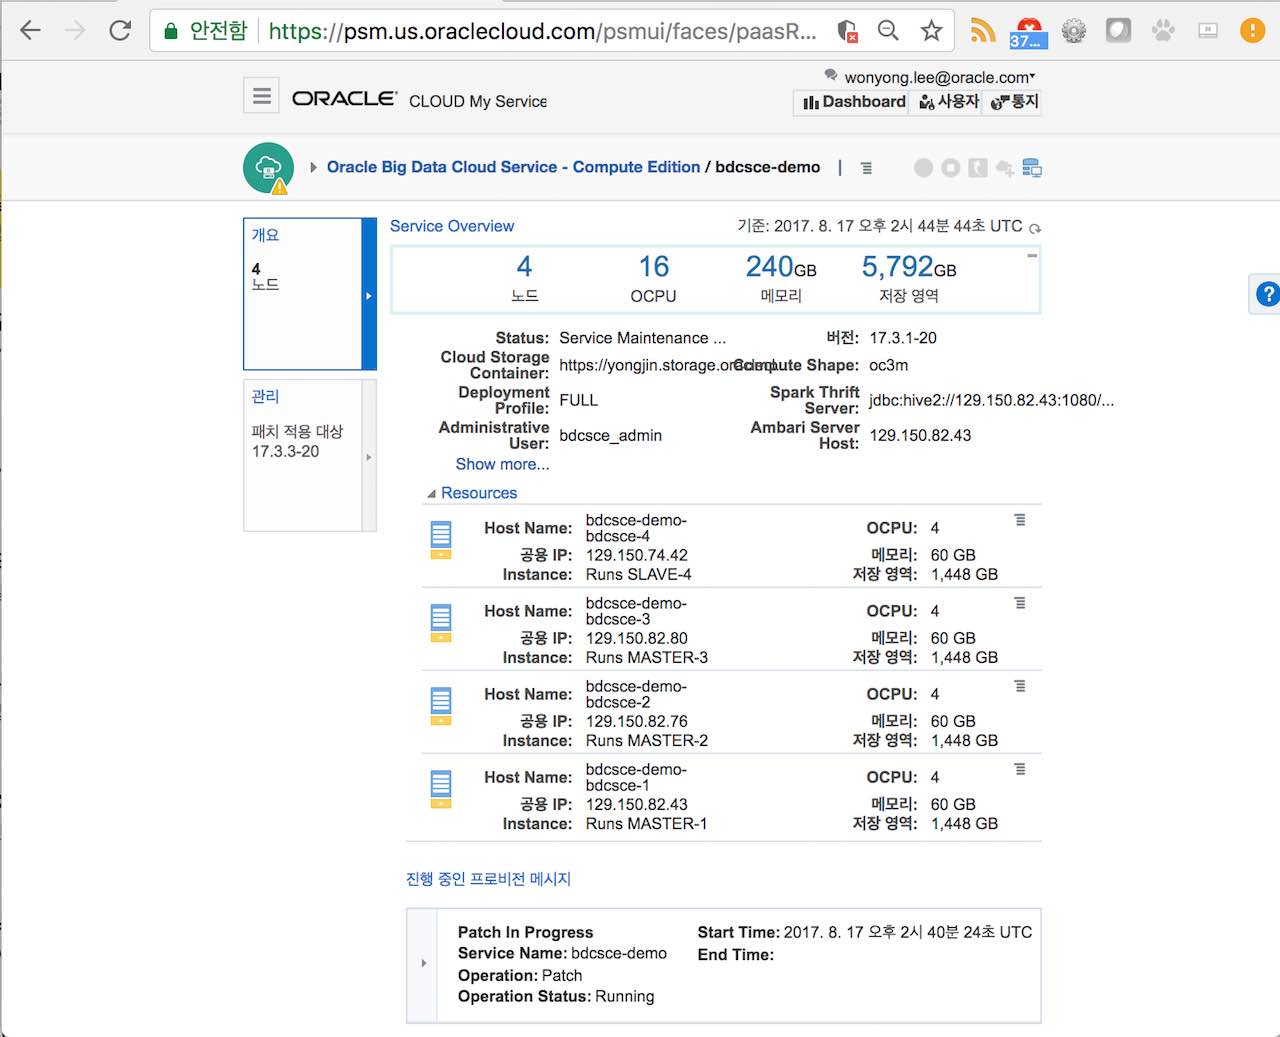 안전함 https://psm.us.oraclecloud.com/psmui/faces/paasR...
37...
wonyong.lee@oracle.com
ORACLE CLOUD My Service
Dashboard 사용자 통지
Oracle Big Data Cloud Service - Compute Edition / bdcsce-demo
개요
4
노드
관리
패치 적용 대상
17.3.3-20
Service Overview 기준: 2017. 8. 17 오후 2시 44분 44초 UTC
4 16 240GB 5,792GB
노드 OCPU 메모리 저장 영역
Status: Service Maintenance ... 버전: 17.3.1-20
Cloud Storage Container: https://yongjin.storage.oracle Compute Shape: oc3m
Deployment Profile: FULL Spark Thrift Server: jdbc:hive2://129.150.82.43:1080/...
Administrative User: bdcsce_admin Ambari Server Host: 129.150.82.43
Show more...
Resources
Host Name: bdcsce-demo-bdcsce-4 OCPU: 4
공용 IP: 129.150.74.42 메모리: 60 GB
Instance: Runs SLAVE-4 저장 영역: 1,448 GB
Host Name: bdcsce-demo-bdcsce-3 OCPU: 4
공용 IP: 129.150.82.80 메모리: 60 GB
Instance: Runs MASTER-3 저장 영역: 1,448 GB
Host Name: bdcsce-demo-bdcsce-2 OCPU: 4
공용 IP: 129.150.82.76 메모리: 60 GB
Instance: Runs MASTER-2 저장 영역: 1,448 GB
Host Name: bdcsce-demo-bdcsce-1 OCPU: 4
공용 IP: 129.150.82.43 메모리: 60 GB
Instance: Runs MASTER-1 저장 영역: 1,448 GB
진행 중인 프로비전 메시지
Patch In Progress Start Time: 2017. 8. 17 오후 2시 40분 24초 UTC
Service Name: bdcsce-demo End Time:
Operation: Patch
Operation Status: Running